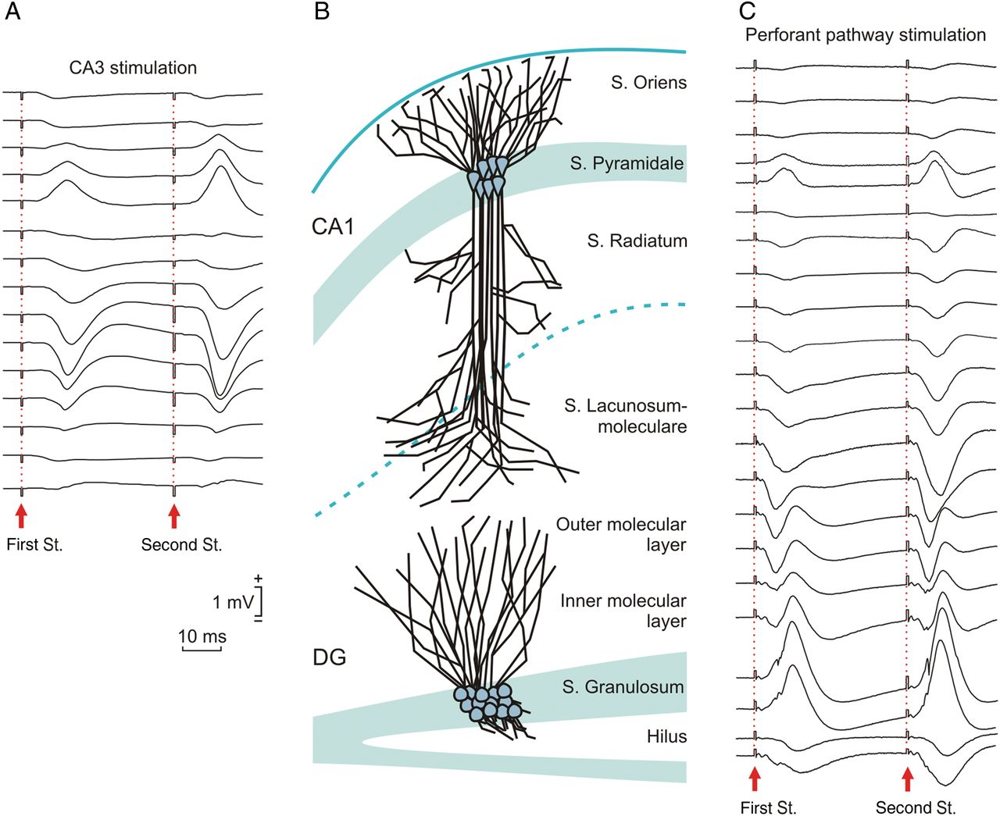 A
CA3 stimulation
First St.
Second St.
+
1 mV
=
10 ms
B
S. Oriens
S. Pyramidale
CA1
S. Radiatum
S. Lacunosum-
moleculare
Outer molecular
layer
Inner molecular
layer
DG
S. Granulosum
Hilus
C
Perforant pathway stimulation
First St.
Second St.